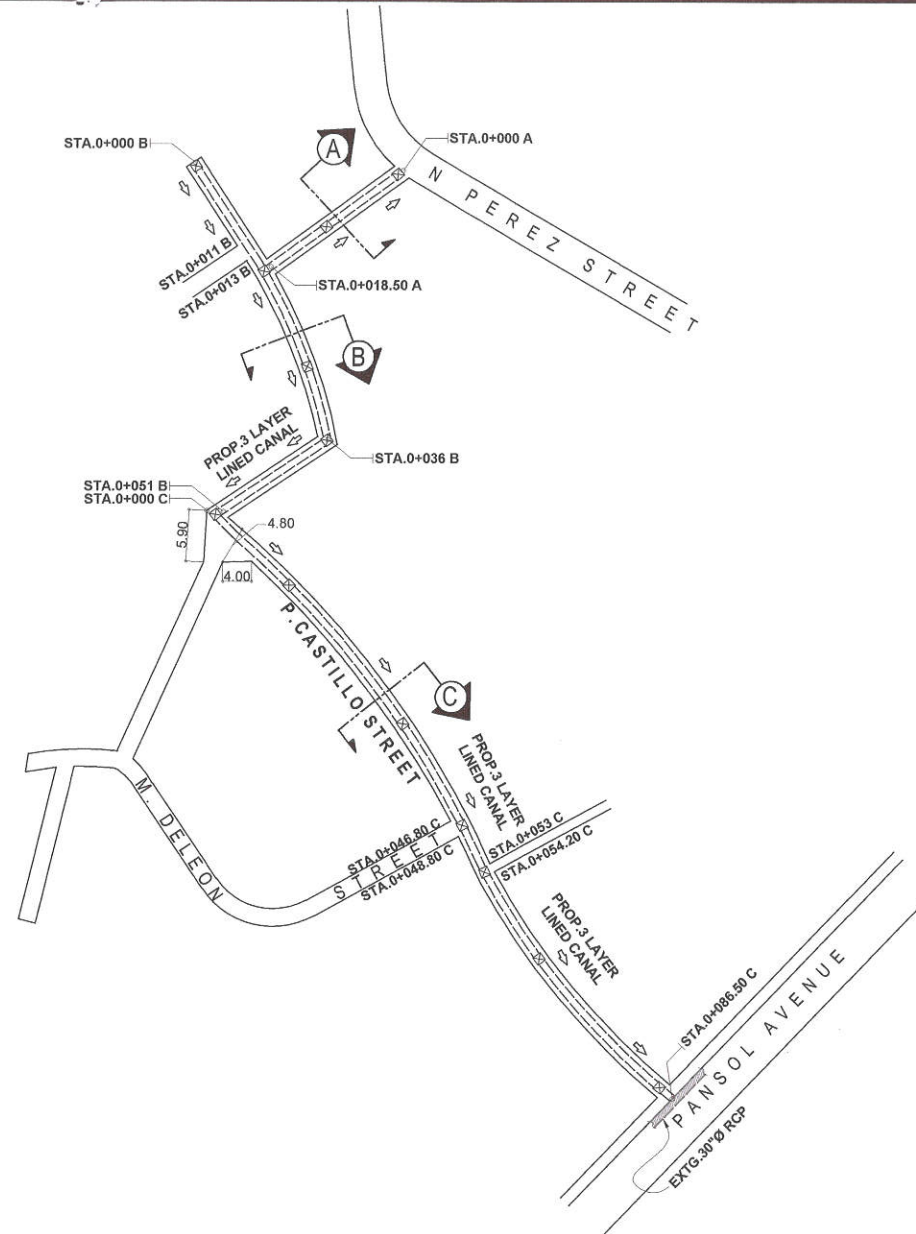 STA.0+000 B
A
STA.0+000 A
N PEREZ STREET
STA.0+011 B
STA.0+013 B
STA.0+018.50 A
B
PROP.3 LAYER
LINED CANAL
STA.0+036 B
STA.0+051 B
STA.0+000 C
5.90
4.80
4.00
P.CASTILLO STREET
C
PROP.3 LAYER
LINED CANAL
M. DELEON STREET
STA.0+046.80 C
STA.0+048.80 C
STA.0+053 C
STA.0+054.20 C
PROP.3 LAYER
LINED CANAL
STA.0+086.50 C
PANSOL AVENUE
EXTG.30"Ø RCP